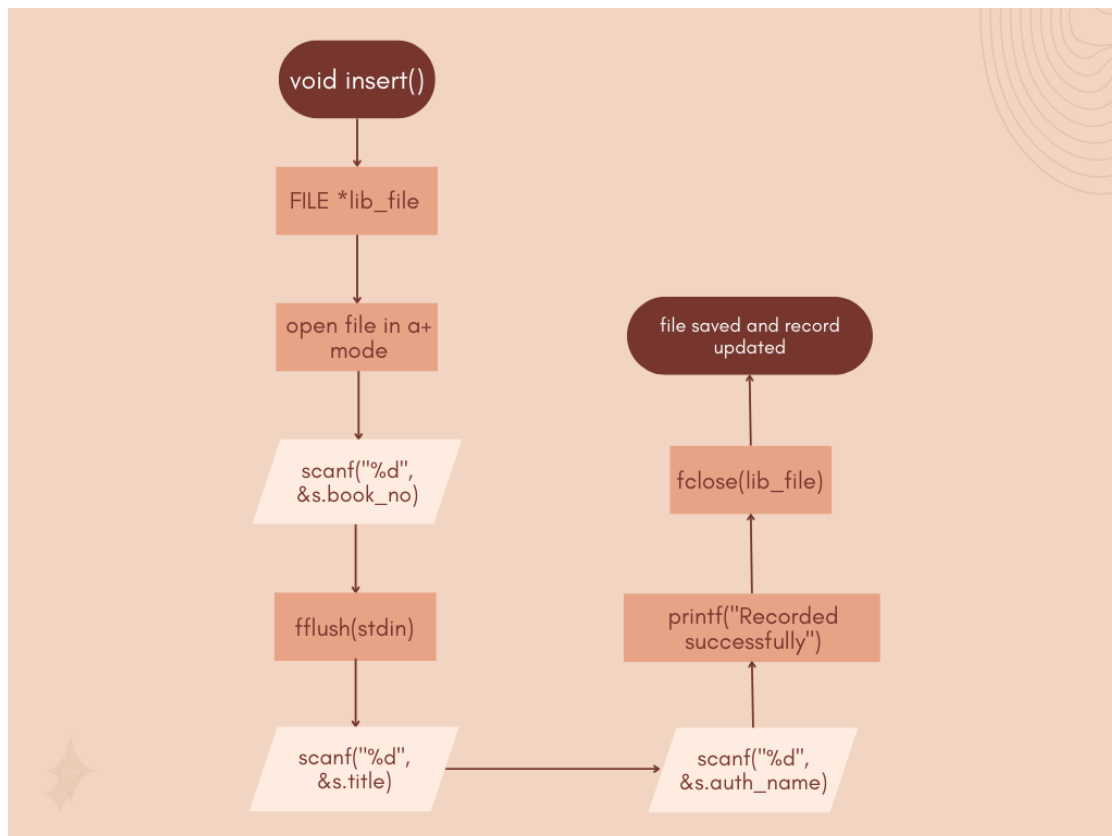 void insert()
FILE *lib_file
open file in a+
mode
scanf("%d",
&s.book_no)
fflush(stdin)
scanf("%d",
&s.title)
scanf("%d",
&s.auth_name)
printf("Recorded
successfully")
fclose(lib_file)
file saved and record
updated